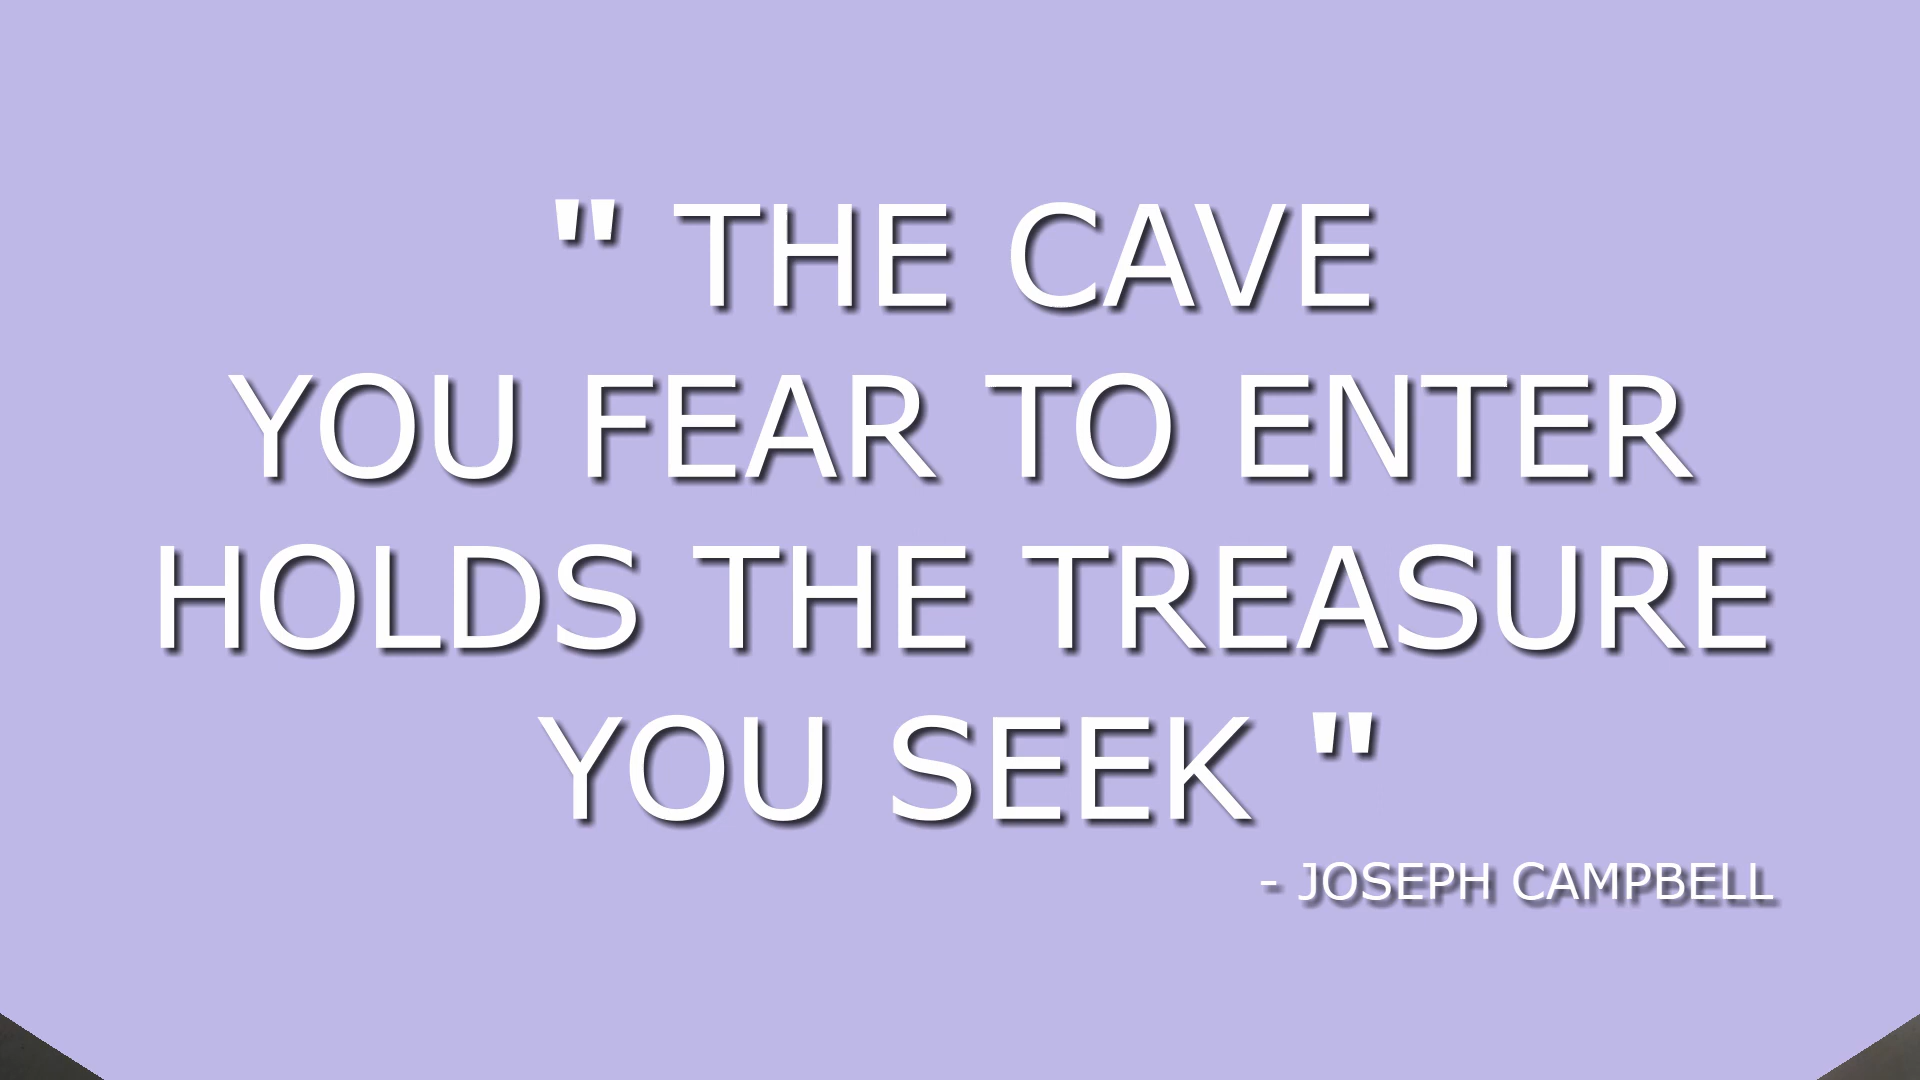 " THE CAVE
YOU FEAR TO ENTER
HOLDS THE TREASURE
YOU SEEK "
- JOSEPH CAMPBELL